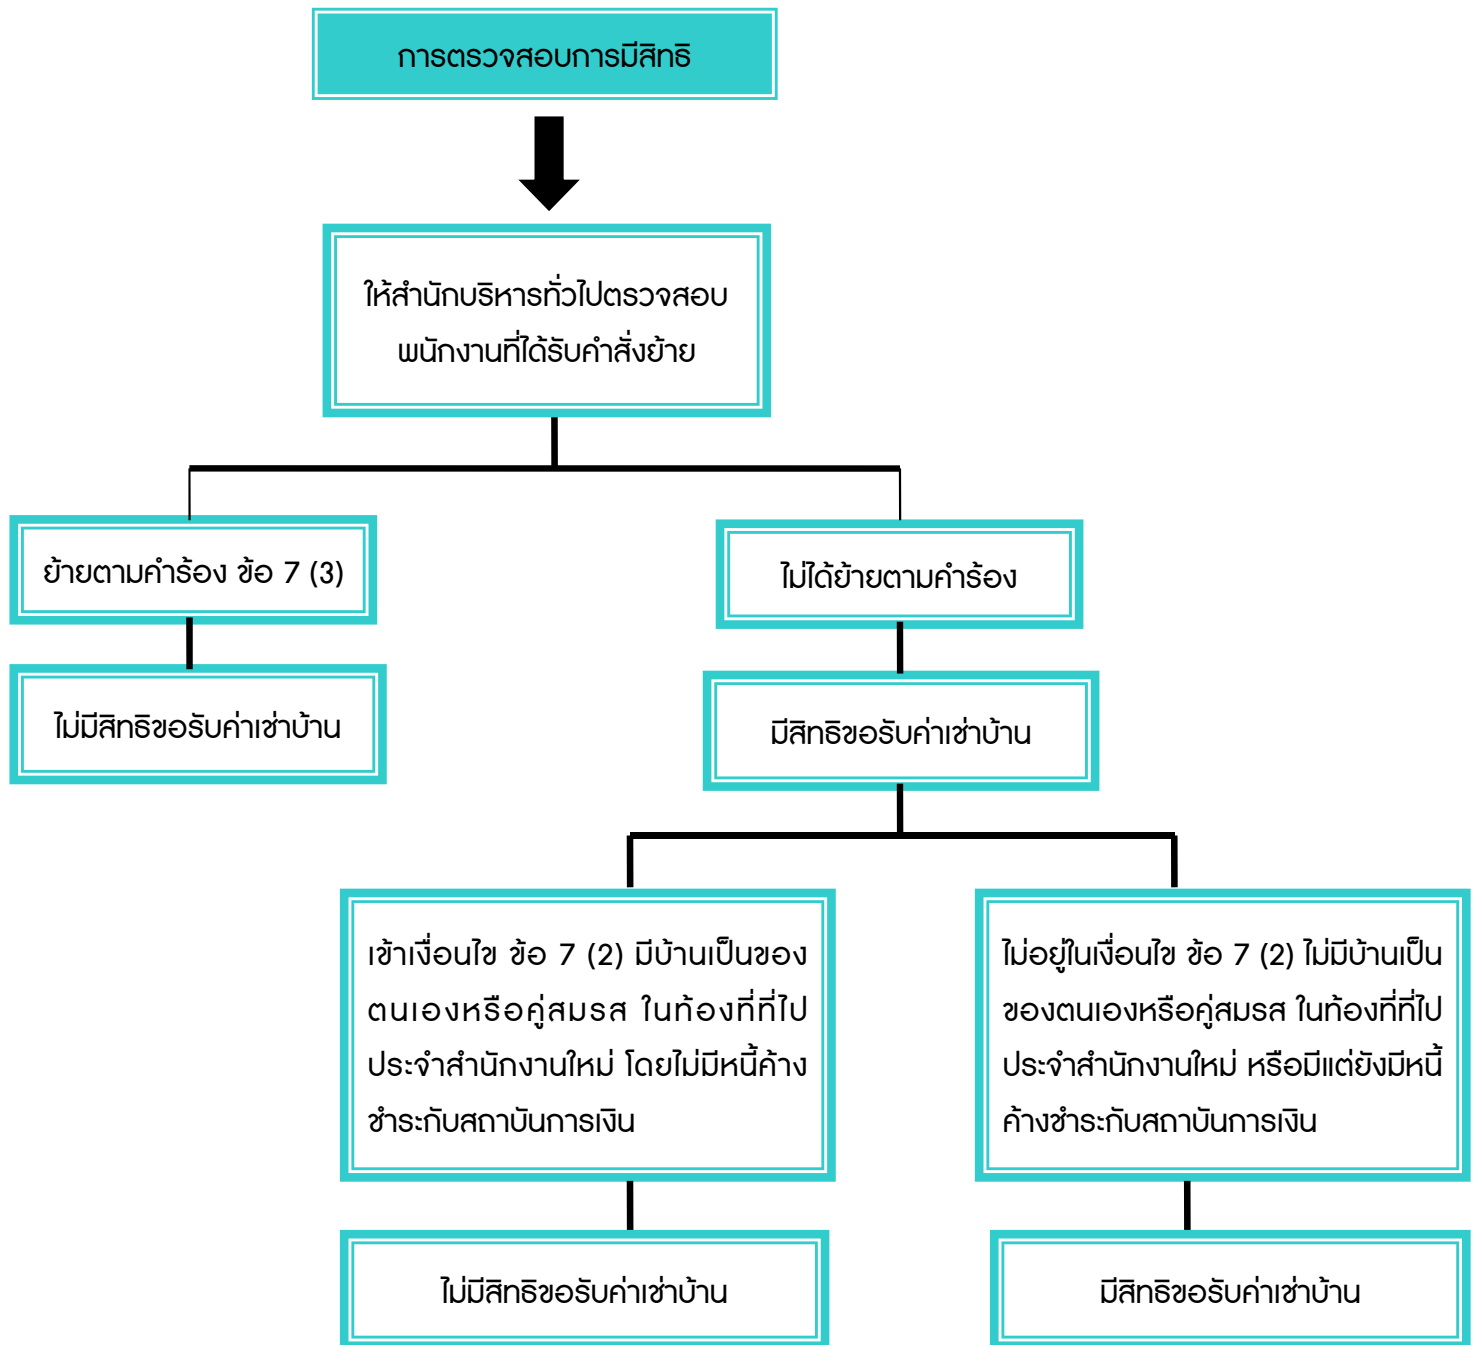 การตรวจสอบการมีสิทธิ
ให้สำนักบริหารทั่วไปตรวจสอบ
พนักงานที่ได้รับคำสั่งย้าย
ย้ายตามคำร้อง ข้อ 7 (3)
ไม่ได้ย้ายตามคำร้อง
ไม่มีสิทธิขอรับค่าเช่าบ้าน
มีสิทธิขอรับค่าเช่าบ้าน
เข้าเงื่อนไข ข้อ 7 (2) มีบ้านเป็นของ
ตนเองหรือคู่สมรส ในท้องที่ที่ไป
ประจำสำนักงานใหม่ โดยไม่มีหนี้ค้าง
ชำระกับสถาบันการเงิน
ไม่อยู่ในเงื่อนไข ข้อ 7 (2) ไม่มีบ้านเป็น
ของตนเองหรือคู่สมรส ในท้องที่ที่ไป
ประจำสำนักงานใหม่ หรือมีแต่ยังมีหนี้
ค้างชำระกับสถาบันการเงิน
ไม่มีสิทธิขอรับค่าเช่าบ้าน
มีสิทธิขอรับค่าเช่าบ้าน